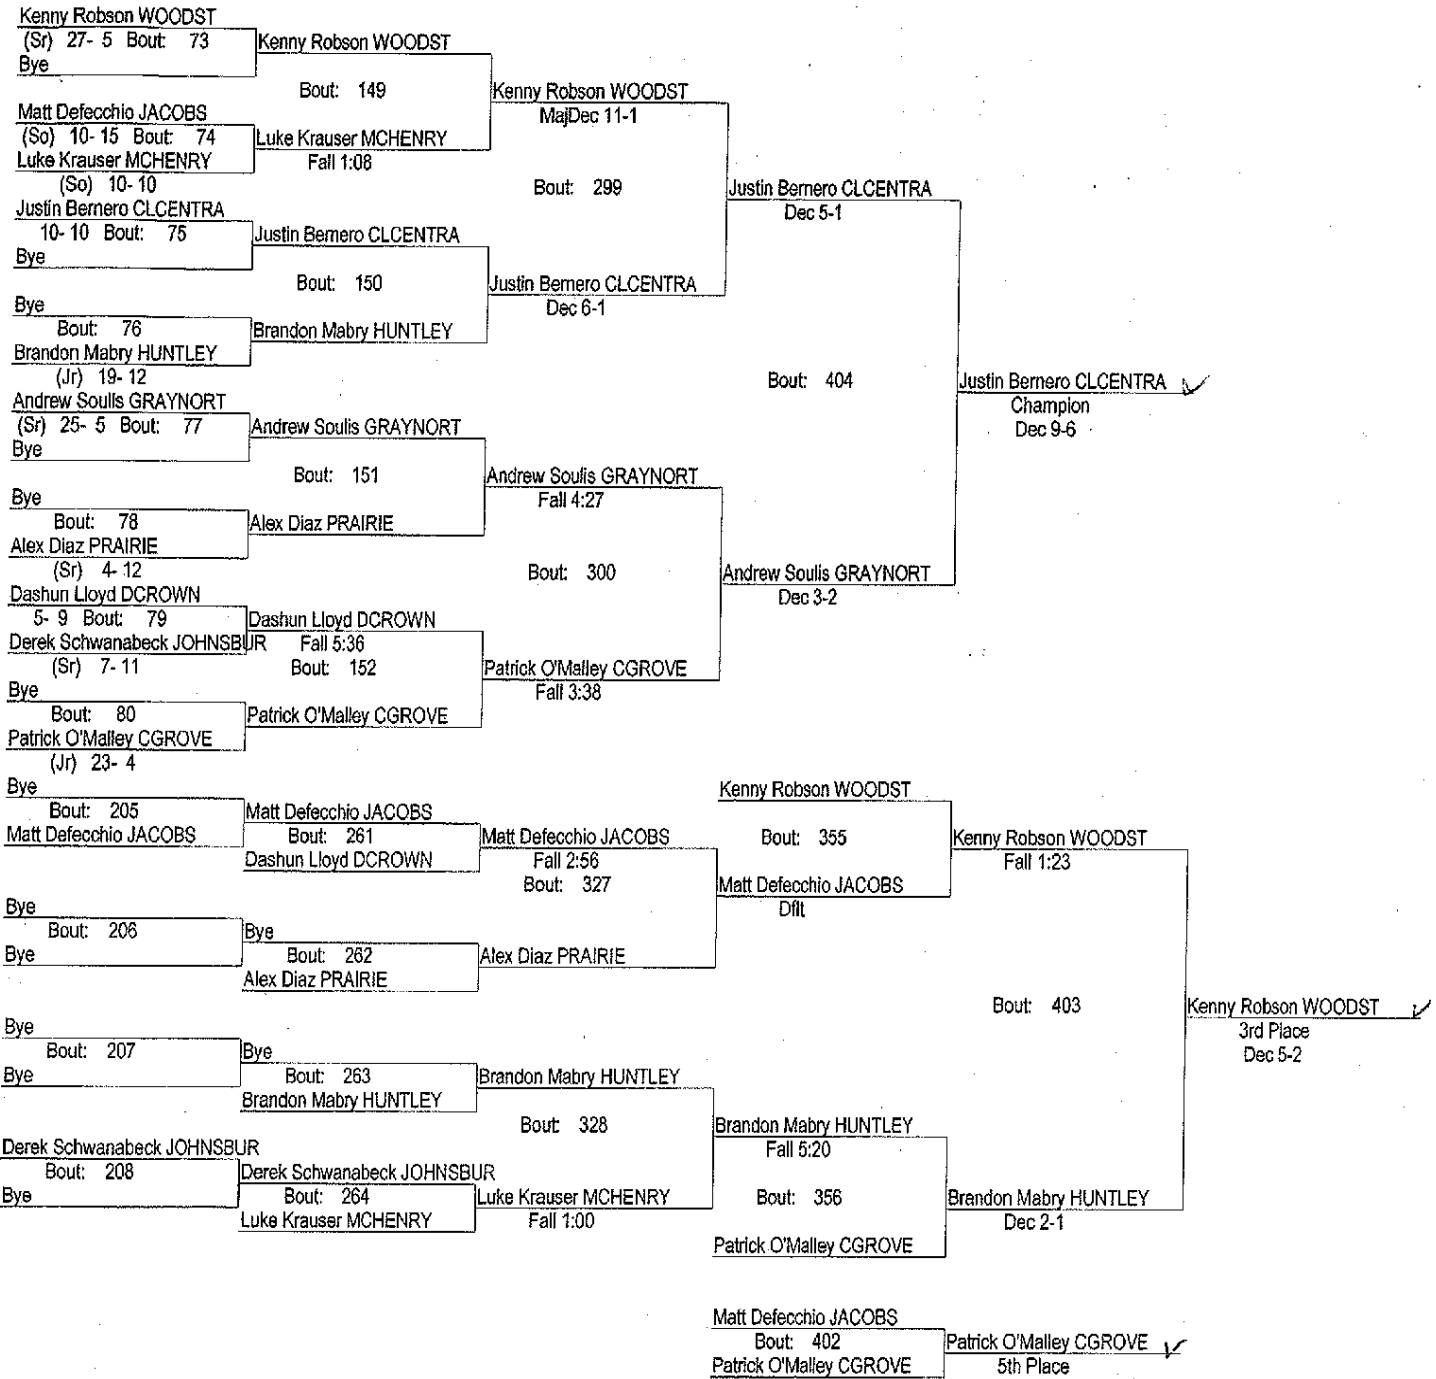 Kenny Robson WOODST
(Sr) 27- 5 Bout: 73
Bye
Kenny Robson WOODST
Bout: 149
Matt Defecchio JACOBS
(So) 10- 15 Bout: 74
Luke Krauser MCHENRY
(So) 10- 10
Luke Krauser MCHENRY
Fall 1:08
Kenny Robson WOODST
MajDec 11-1
Bout: 299
Justin Bernero CLCENTRA
10- 10 Bout: 75
Bye
Justin Bernero CLCENTRA
Bout: 150
Bye
Bout: 76
Brandon Mabry HUNTLEY
(Jr) 19- 12
Brandon Mabry HUNTLEY
Justin Bernero CLCENTRA
Dec 6-1
Justin Bernero CLCENTRA
Dec 5-1
Bout: 404
Justin Bernero CLCENTRA
Champion
Dec 9-6
Andrew Soulis GRAYNORT
(Sr) 25- 5 Bout: 77
Bye
Andrew Soulis GRAYNORT
Bout: 151
Bye
Bout: 78
Alex Diaz PRAIRIE
(Sr) 4- 12
Alex Diaz PRAIRIE
Andrew Soulis GRAYNORT
Fall 4:27
Bout: 300
Andrew Soulis GRAYNORT
Dec 3-2
Dashun Lloyd DCROWN
5- 9 Bout: 79
Derek Schwanabeck JOHNSBUR
(Sr) 7- 11
Dashun Lloyd DCROWN
Fall 5:36
Bout: 152
Bye
Bout: 80
Patrick O'Malley CGROVE
(Jr) 23- 4
Patrick O'Malley CGROVE
Patrick O'Malley CGROVE
Fall 3:38
Bye
Bout: 205
Matt Defecchio JACOBS
Matt Defecchio JACOBS
Bout: 261
Dashun Lloyd DCROWN
Matt Defecchio JACOBS
Fall 2:56
Bout: 327
Bye
Bout: 206
Bye
Bye
Bout: 262
Alex Diaz PRAIRIE
Alex Diaz PRAIRIE
Kenny Robson WOODST
Bout: 355
Matt Defecchio JACOBS
Dflt
Kenny Robson WOODST
Fall 1:23
Bout: 403
Kenny Robson WOODST
3rd Place
Dec 5-2
Bye
Bout: 207
Bye
Bye
Bout: 263
Brandon Mabry HUNTLEY
Brandon Mabry HUNTLEY
Bout: 328
Derek Schwanabeck JOHNSBUR
Bout: 208
Bye
Derek Schwanabeck JOHNSBUR
Bout: 264
Luke Krauser MCHENRY
Luke Krauser MCHENRY
Fall 1:00
Brandon Mabry HUNTLEY
Fall 5:20
Bout: 356
Patrick O'Malley CGROVE
Brandon Mabry HUNTLEY
Dec 2-1
Matt Defecchio JACOBS
Bout: 402
Patrick O'Malley CGROVE
Patrick O'Malley CGROVE
5th Place